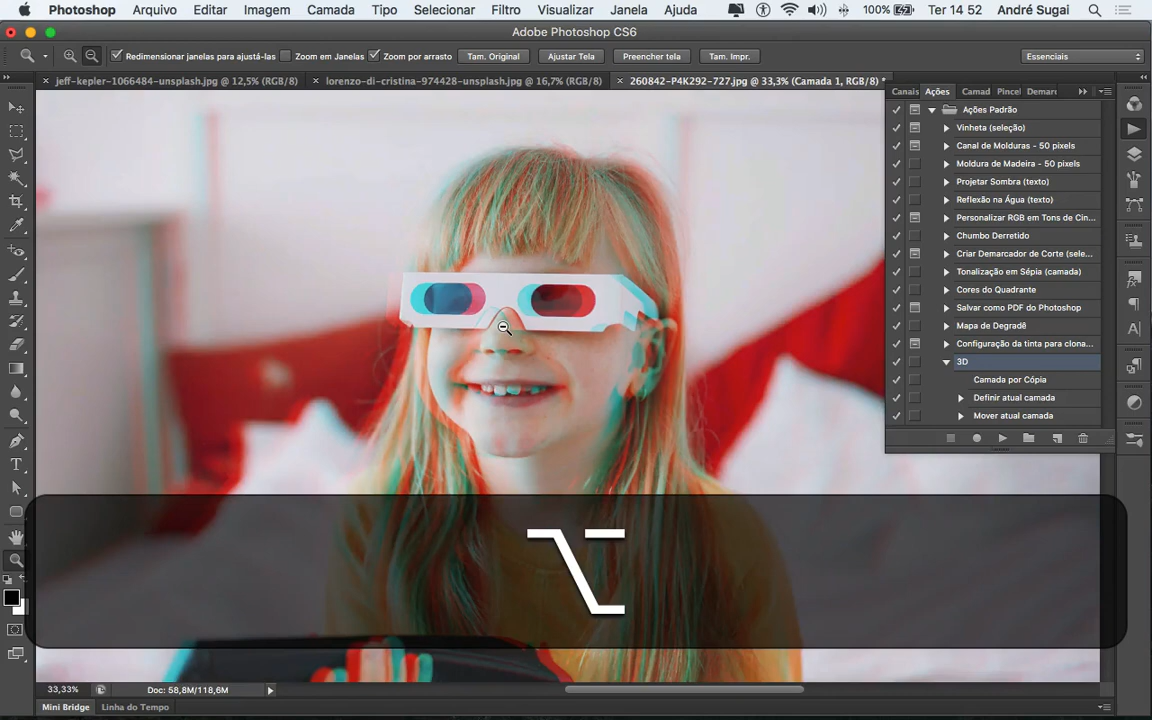 Photoshop Arquivo Editar Imagem Camada Tipo Selecionar Filtro Visualizar Janela Ajuda 100% Ter 14 52 André Sugai
Adobe Photoshop CS6
Redimensionar janelas para ajustá-las Zoom em Janelas Zoom por arrasto Tam. Original Ajustar Tela Preencher tela Tam. Impr. Essenciais
jeff-kepler-1066484-unsplash.jpg @ 12,5% (RGB/8) lorenzo-di-cristina-974428-unsplash.jpg @ 16,7% (RGB/8) 260842-P4K292-727.jpg @ 33,3% (Camada 1, RGB/8) *
Canais Ações Camad Pincel Demar
Ações Padrão
Vinheta (seleção)
Canal de Molduras - 50 pixels
Moldura de Madeira - 50 pixels
Projetar Sombra (texto)
Reflexão na Água (texto)
Personalizar RGB em Tons de Cin...
Chumbo Derretido
Criar Demarcador de Corte (sele...
Tonalização em Sépia (camada)
Cores do Quadrante
Salvar como PDF do Photoshop
Mapa de Degradê
Configuração da tinta para clona...
3D
Camada por Cópia
Definir atual camada
Mover atual camada
33,33% Doc: 58,8M/118,6M
Mini Bridge Linha do Tempo